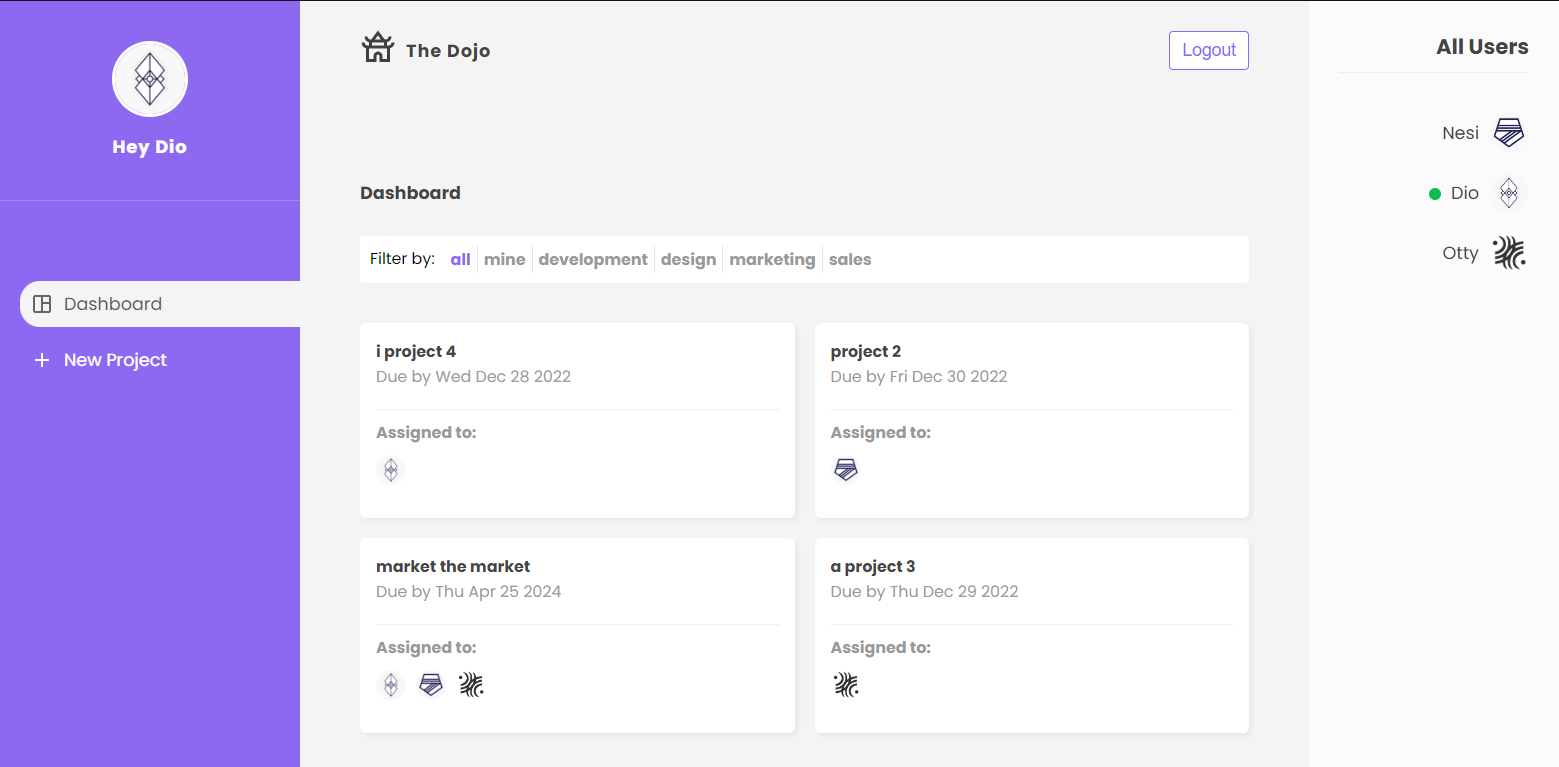 Hey Dio
Dashboard
New Project
The Dojo
Logout
Dashboard
Filter by: all mine development design marketing sales
i project 4
Due by Wed Dec 28 2022
Assigned to:
project 2
Due by Fri Dec 30 2022
Assigned to:
market the market
Due by Thu Apr 25 2024
Assigned to:
a project 3
Due by Thu Dec 29 2022
Assigned to:
All Users
Nesi
Dio
Otty